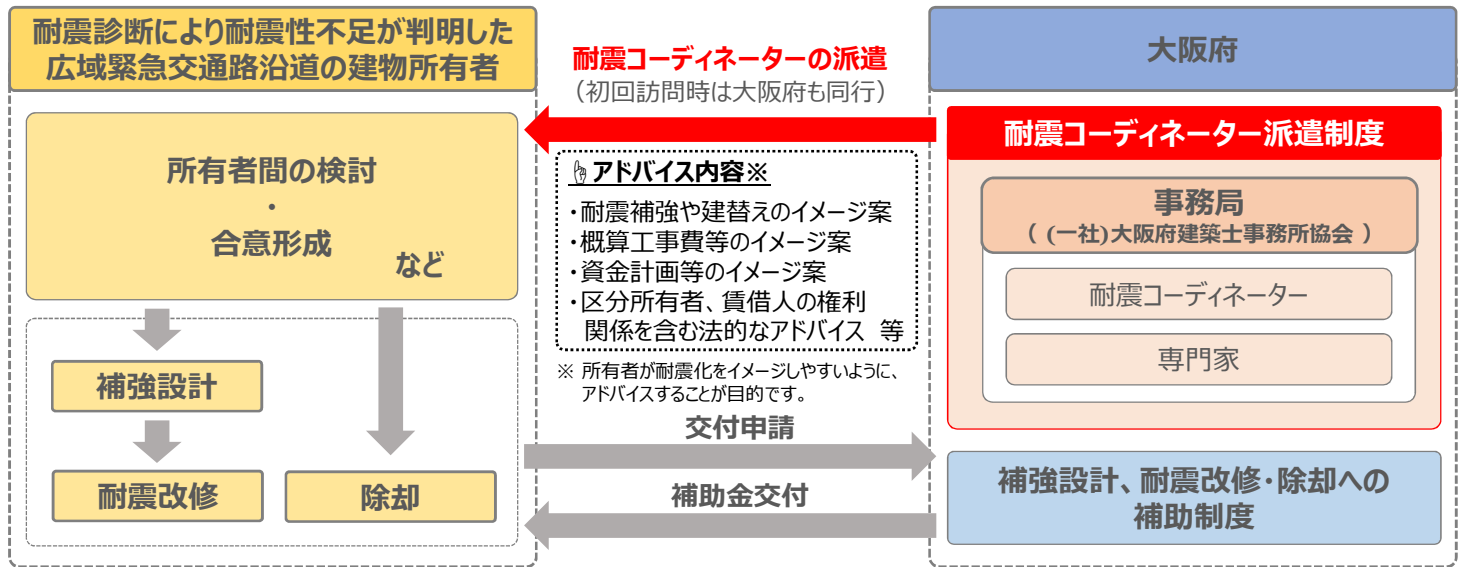 耐震診断により耐震性不足が判明した
広域緊急交通路沿道の建物所有者
所有者間の検討
・
合意形成
など
補強設計
耐震改修
除却
耐震コーディネーターの派遣
（初回訪問時は大阪府も同行）
アドバイス内容※
・耐震補強や建替えのイメージ案
・概算工事費等のイメージ案
・資金計画等のイメージ案
・区分所有者、賃借人の権利
関係を含む法的なアドバイス 等
※ 所有者が耐震化をイメージしやすいように、
アドバイスすることが目的です。
交付申請
補助金交付
大阪府
耐震コーディネーター派遣制度
事務局
（ (一社)大阪府建築士事務所協会 ）
耐震コーディネーター
専門家
補強設計、耐震改修・除却への
補助制度